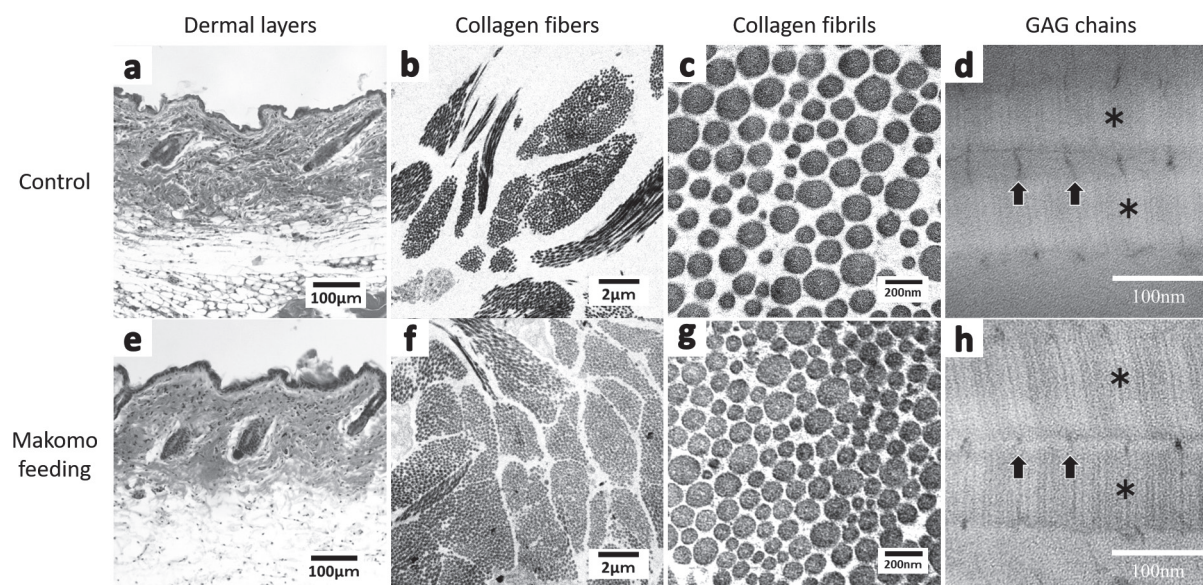 Dermal layers
Collagen fibers
Collagen fibrils
GAG chains
Control
a
100μm
b
2μm
c
200nm
d
*
*
100nm
Makomo
feeding
e
100μm
f
2μm
g
200nm
h
*
*
100nm